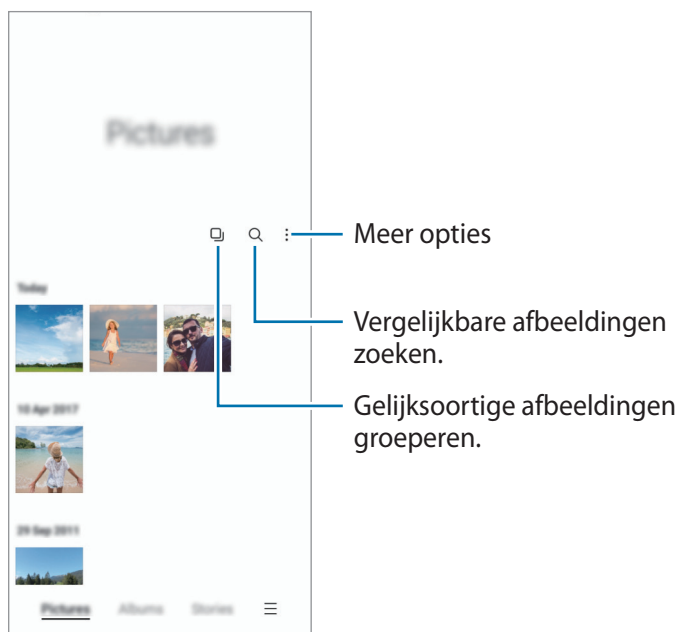 Pictures
Meer opties
Today
Vergelijkbare afbeeldingen
zoeken.
Gelijksoortige afbeeldingen
groeperen.
10 Apr 2017
29 Sep 2011
Pictures Albums Stories